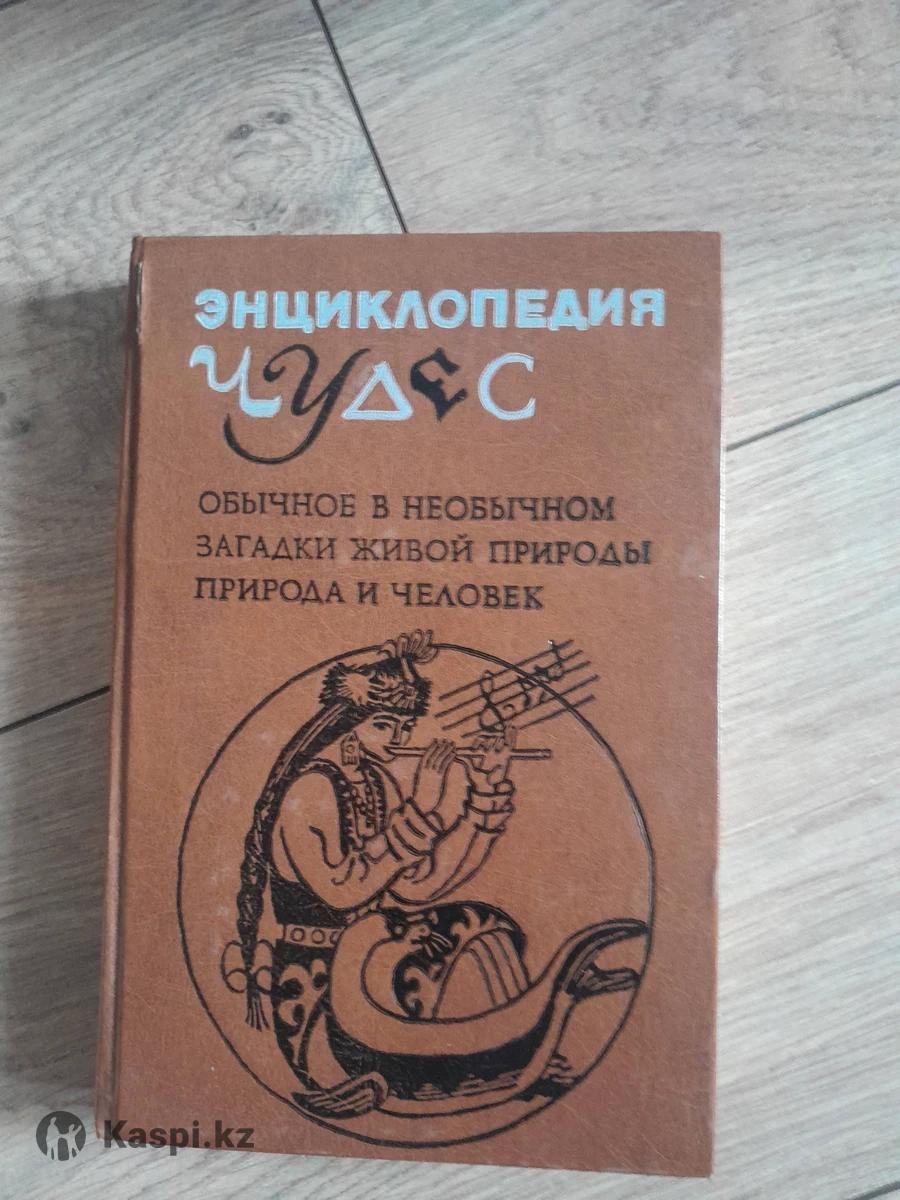 ЭНЦИКЛОПЕДИЯ
ЧУДЕС
ОБЫЧНОЕ В НЕОБЫЧНОМ
ЗАГАДКИ ЖИВОЙ ПРИРОДЫ
ПРИРОДА И ЧЕЛОВЕК
Kaspi.kz